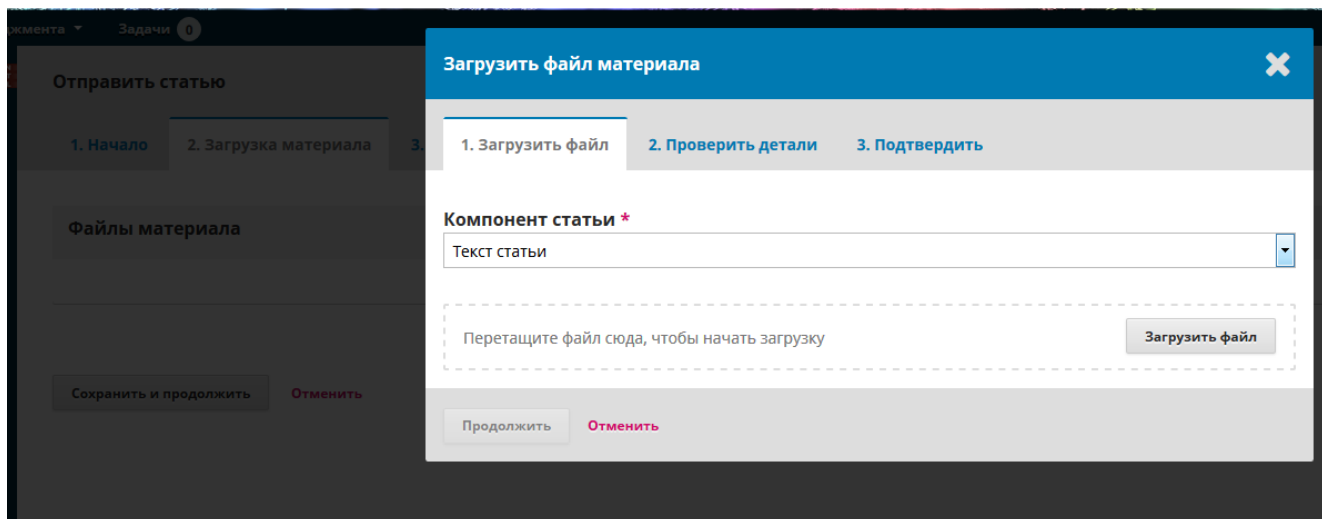 джмента Задачи 0
Отправить статью
1. Начало 2. Загрузка материала 3.
Файлы материала
Сохранить и продолжить Отменить
Загрузить файл материала
1. Загрузить файл 2. Проверить детали 3. Подтвердить
Компонент статьи *
Текст статьи
Перетащите файл сюда, чтобы начать загрузку Загрузить файл
Продолжить Отменить